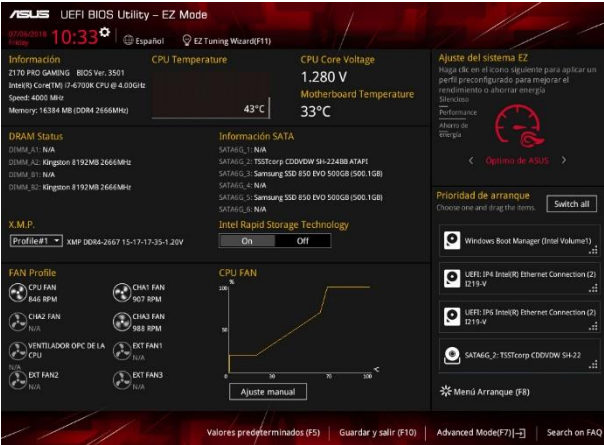 ASUS UEFI BIOS Utility – EZ Mode
07/06/2018
Friday
10:33
Español
EZ Tuning Wizard(F11)
Información
Z170 PRO GAMING BIOS Ver. 3501
Intel(R) Core(TM) i7-6700K CPU @ 4.00GHz
Speed: 4000 MHz
Memory: 16384 MB (DDR4 2666MHz)
CPU Temperature
43°C
CPU Core Voltage
1.280 V
Motherboard Temperature
33°C
Ajuste del sistema EZ
Haga clic en el icono siguiente para aplicar un
perfil preconfigurado para mejorar el
rendimiento o ahorrar energía
Silencioso
Performance
Ahorro de
energía
< Óptimo de ASUS >
DRAM Status
DIMM_A1: N/A
DIMM_A2: Kingston 8192MB 2666MHz
DIMM_B1: N/A
DIMM_B2: Kingston 8192MB 2666MHz
Información SATA
SATA6G_1: N/A
SATA6G_2: TSSTcorp CDDVDW SH-224BB ATAPI
SATA6G_3: Samsung SSD 850 EVO 500GB (500.1GB)
SATA6G_4: N/A
SATA6G_5: Samsung SSD 850 EVO 500GB (500.1GB)
SATA6G_6: N/A
X.M.P.
Profile#1 XMP DDR4-2667 15-17-17-35-1.20V
Intel Rapid Storage Technology
On Off
Prioridad de arranque
Choose one and drag the items.
Switch all
Windows Boot Manager (Intel Volume1)
UEFI: IP4 Intel(R) Ethernet Connection (2)
I219-V
UEFI: IP6 Intel(R) Ethernet Connection (2)
I219-V
SATA6G_2: TSSTcorp CDDVDW SH-22
Menú Arranque (F8)
FAN Profile
CPU FAN
846 RPM
CHA1 FAN
907 RPM
CHA2 FAN
N/A
CHA3 FAN
988 RPM
VENTILADOR OPC DE LA
CPU
N/A
EXT FAN1
N/A
EXT FAN2
N/A
EXT FAN3
N/A
CPU FAN
%
100
50
0 30 70 100
°C
Ajuste manual
Valores predeterminados (F5) Guardar y salir (F10) Advanced Mode(F7) Search on FAQ